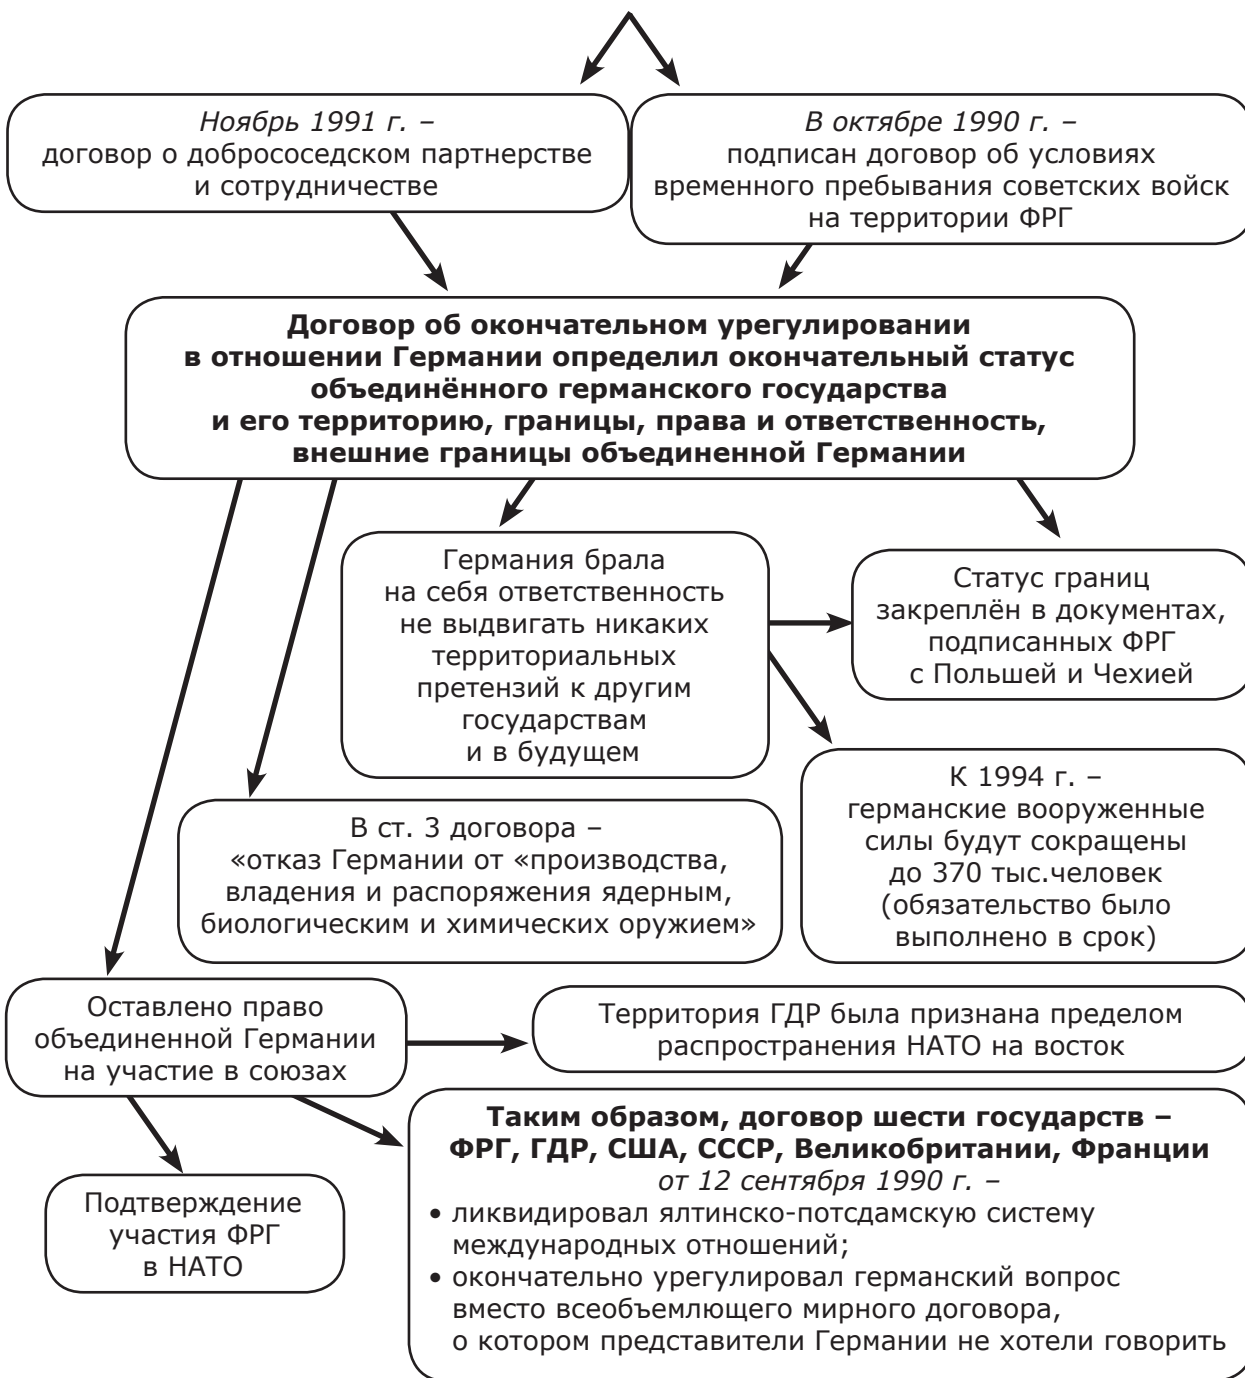 Ноябрь 1991 г. –
договор о добрососедском партнерстве
и сотрудничестве
В октябре 1990 г. –
подписан договор об условиях
временного пребывания советских войск
на территории ФРГ
Договор об окончательном урегулировании
в отношении Германии определил окончательный статус
объединённого германского государства
и его территорию, границы, права и ответственность,
внешние границы объединенной Германии
Германия брала
на себя ответственность
не выдвигать никаких
территориальных
претензий к другим
государствам
и в будущем
Статус границ
закреплён в документах,
подписанных ФРГ
с Польшей и Чехией
К 1994 г. –
германские вооруженные
силы будут сокращены
до 370 тыс.человек
(обязательство было
выполнено в срок)
В ст. 3 договора –
«отказ Германии от «производства,
владения и распоряжения ядерным,
биологическим и химических оружием»
Оставлено право
объединенной Германии
на участие в союзах
Территория ГДР была признана пределом
распространения НАТО на восток
Подтверждение
участия ФРГ
в НАТО
Таким образом, договор шести государств –
ФРГ, ГДР, США, СССР, Великобритании, Франции
от 12 сентября 1990 г. –
• ликвидировал ялтинско-потсдамскую систему
международных отношений;
• окончательно урегулировал германский вопрос
вместо всеобъемлющего мирного договора,
о котором представители Германии не хотели говорить